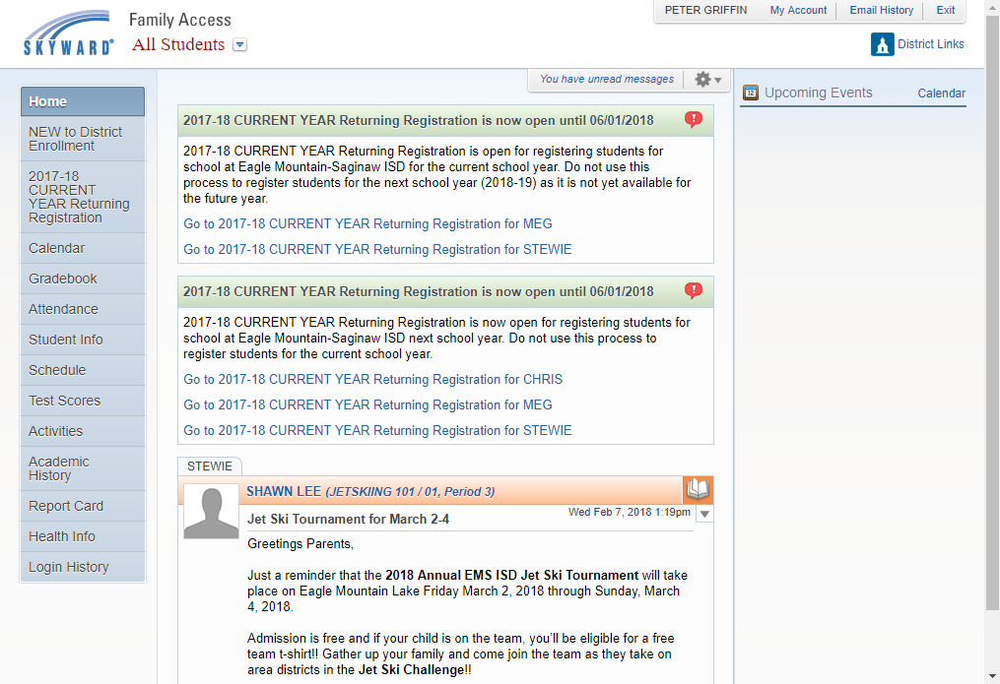 PETER GRIFFIN My Account Email History Exit
SKYWARD®
Family Access
All Students
District Links
You have unread messages
12 Upcoming Events Calendar
Home
NEW to District
Enrollment
2017-18
CURRENT
YEAR Returning
Registration
Calendar
Gradebook
Attendance
Student Info
Schedule
Test Scores
Activities
Academic
History
Report Card
Health Info
Login History
2017-18 CURRENT YEAR Returning Registration is now open until 06/01/2018
2017-18 CURRENT YEAR Returning Registration is open for registering students for
school at Eagle Mountain-Saginaw ISD for the current school year. Do not use this
process to register students for the next school year (2018-19) as it is not yet available for
the future year.
Go to 2017-18 CURRENT YEAR Returning Registration for MEG
Go to 2017-18 CURRENT YEAR Returning Registration for STEWIE
2017-18 CURRENT YEAR Returning Registration is now open until 06/01/2018
2017-18 CURRENT YEAR Returning Registration is now open for registering students for
school at Eagle Mountain-Saginaw ISD next school year. Do not use this process to
register students for the current school year.
Go to 2017-18 CURRENT YEAR Returning Registration for CHRIS
Go to 2017-18 CURRENT YEAR Returning Registration for MEG
Go to 2017-18 CURRENT YEAR Returning Registration for STEWIE
STEWIE
SHAWN LEE (JETSKIING 101 / 01, Period 3)
Wed Feb 7, 2018 1:19pm
Jet Ski Tournament for March 2-4
Greetings Parents,
Just a reminder that the 2018 Annual EMS ISD Jet Ski Tournament will take
place on Eagle Mountain Lake Friday March 2, 2018 through Sunday, March
4, 2018.
Admission is free and if your child is on the team, you'll be eligible for a free
team t-shirt!! Gather up your family and come join the team as they take on
area districts in the Jet Ski Challenge!!